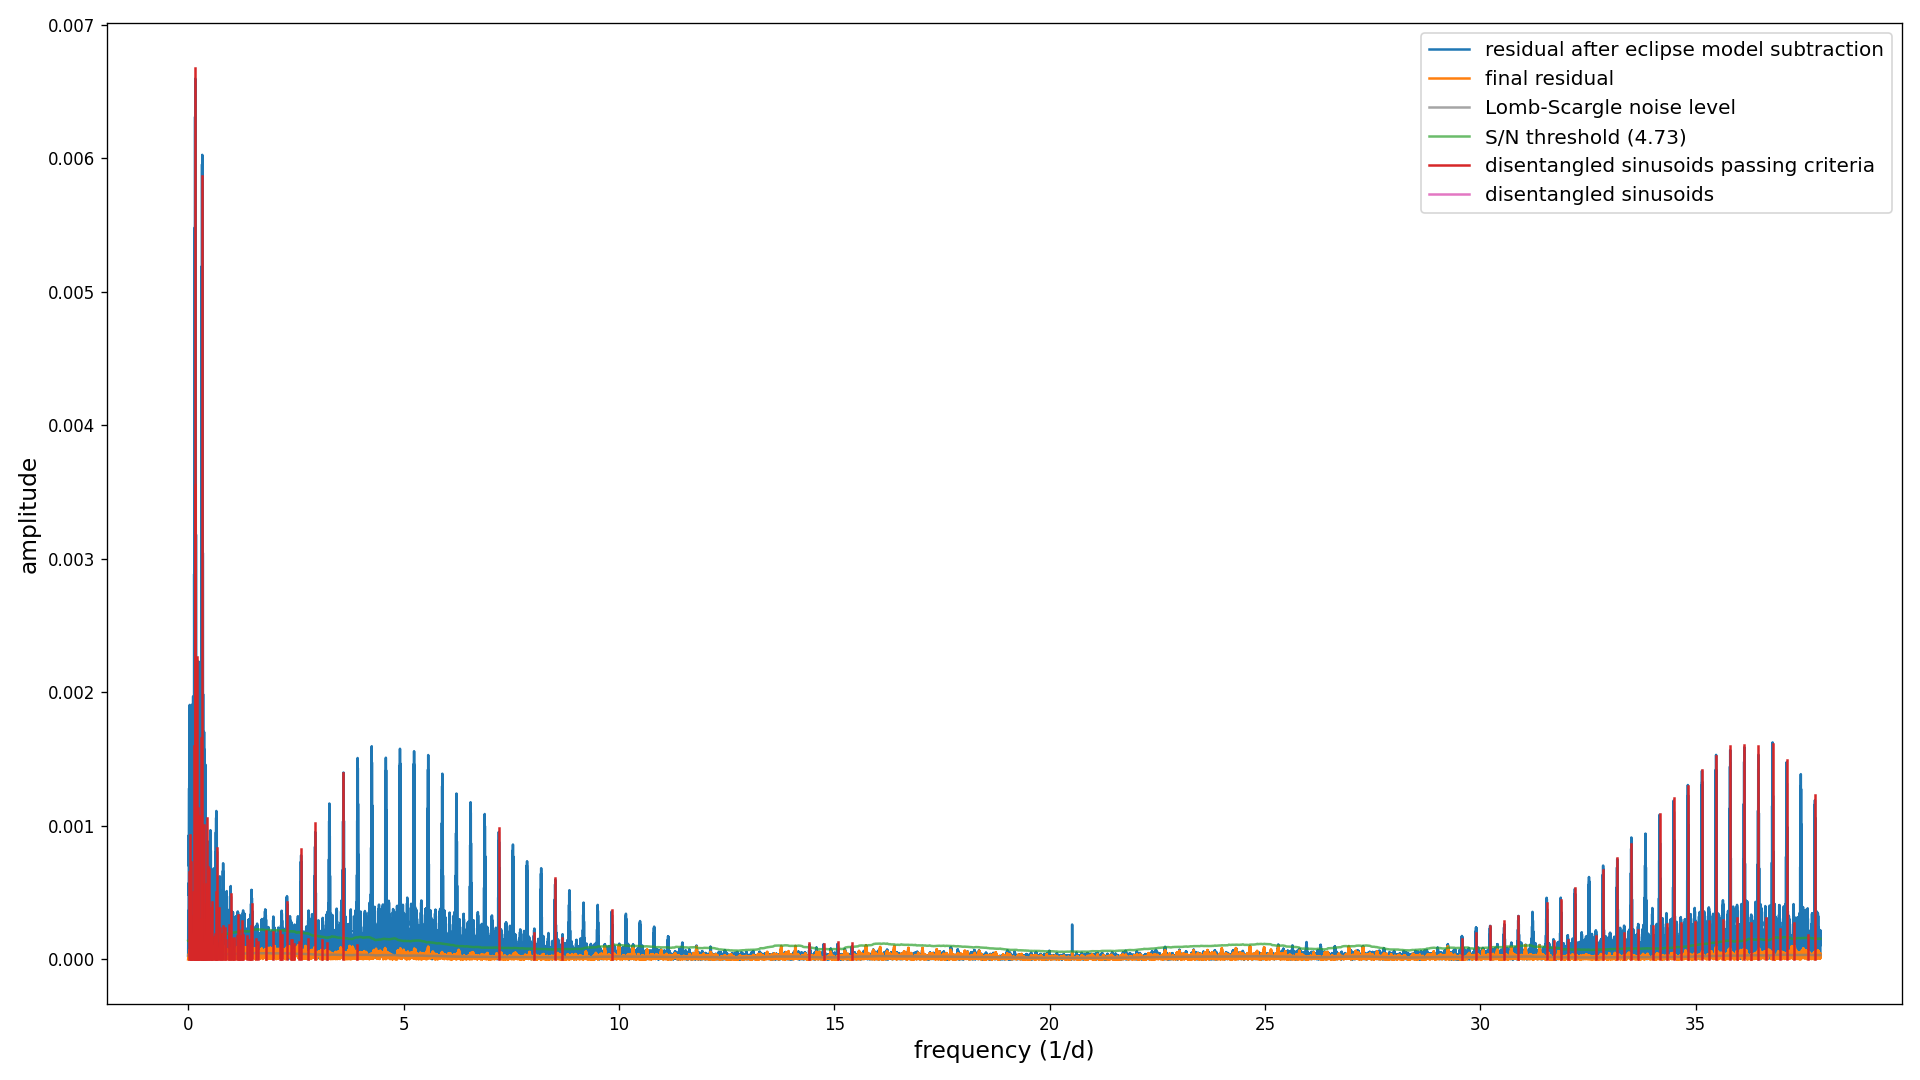 0.007
0.006
0.005
0.004
0.003
0.002
0.001
0.000
amplitude
residual after eclipse model subtraction
final residual
Lomb-Scargle noise level
S/N threshold (4.73)
disentangled sinusoids passing criteria
disentangled sinusoids
0 5 10 15 20 25 30 35
frequency (1/d)